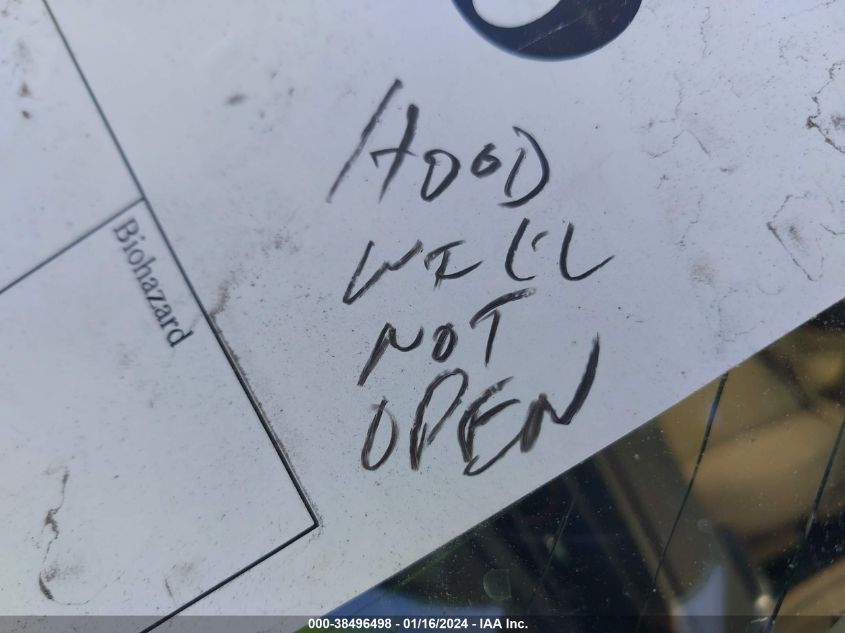 HOOD
WILL
NOT
OPEN
Biohazard
000-38496498 - 01/16/2024 - IAA Inc.